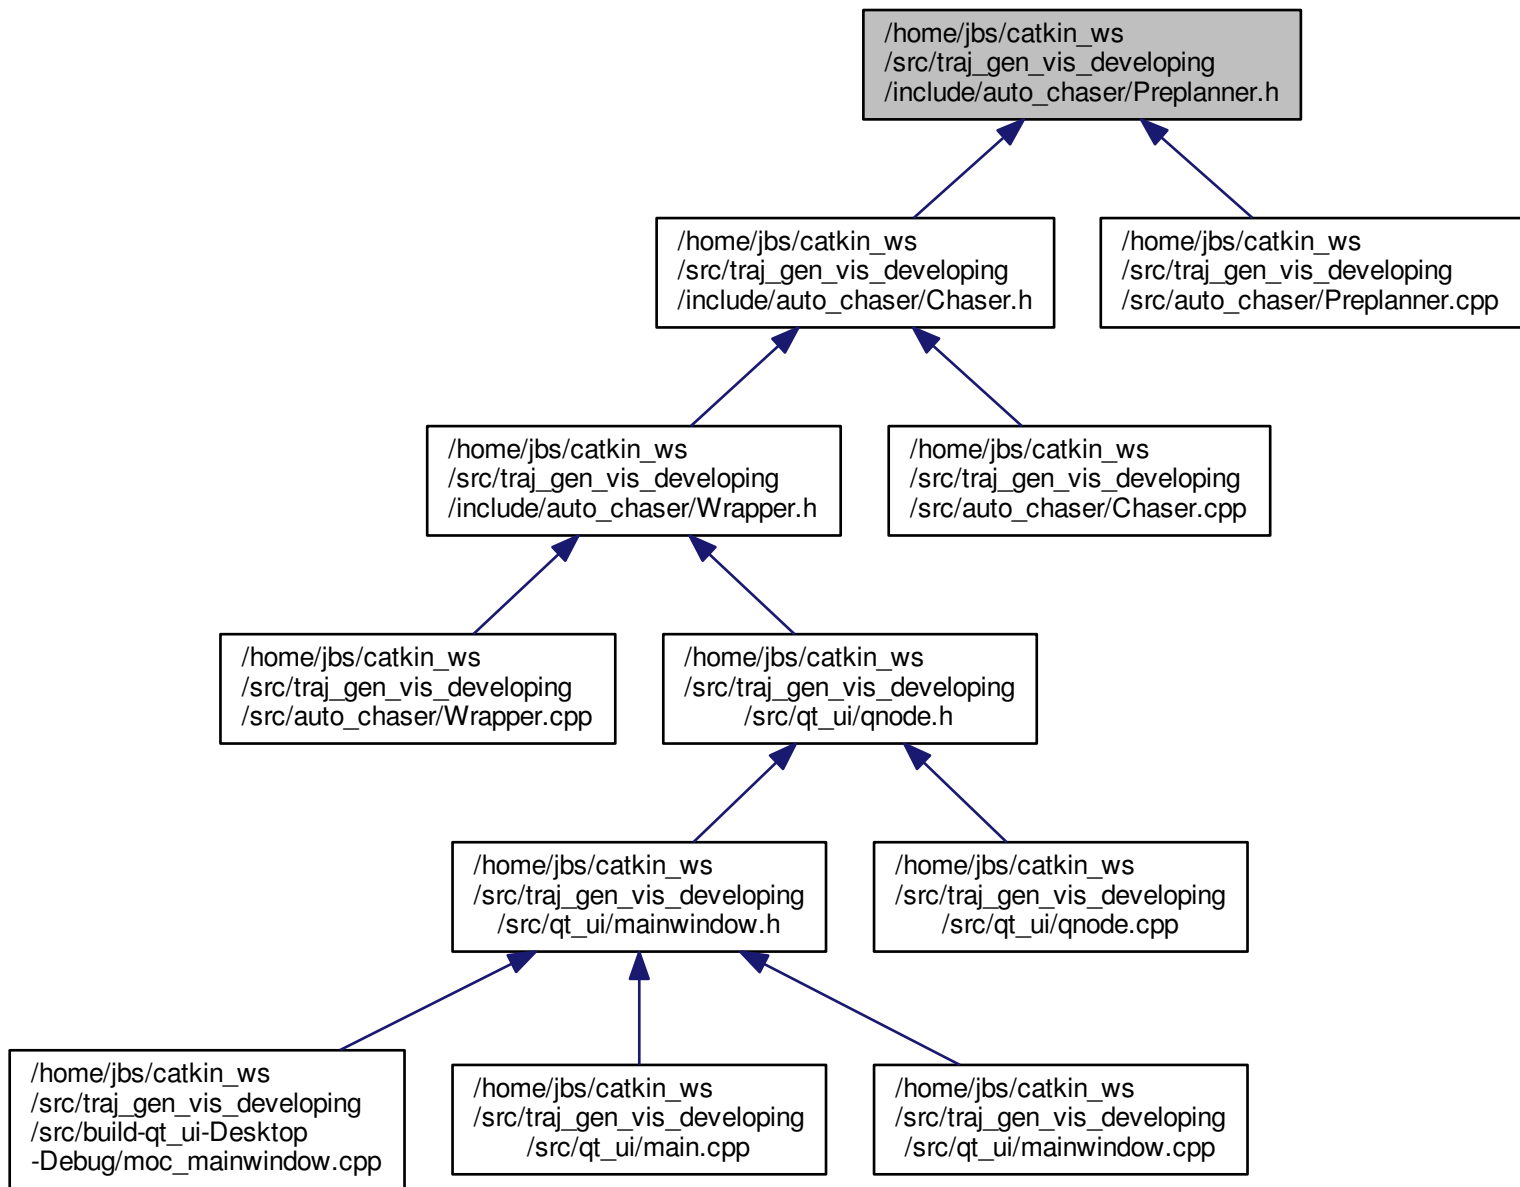 /home/jbs/catkin_ws
/src/traj_gen_vis_developing
/include/auto_chaser/Preplanner.h
/home/jbs/catkin_ws
/src/traj_gen_vis_developing
/include/auto_chaser/Chaser.h
/home/jbs/catkin_ws
/src/traj_gen_vis_developing
/src/auto_chaser/Preplanner.cpp
/home/jbs/catkin_ws
/src/traj_gen_vis_developing
/include/auto_chaser/Wrapper.h
/home/jbs/catkin_ws
/src/traj_gen_vis_developing
/src/auto_chaser/Chaser.cpp
/home/jbs/catkin_ws
/src/traj_gen_vis_developing
/src/auto_chaser/Wrapper.cpp
/home/jbs/catkin_ws
/src/traj_gen_vis_developing
/src/qt_ui/qnode.h
/home/jbs/catkin_ws
/src/traj_gen_vis_developing
/src/qt_ui/mainwindow.h
/home/jbs/catkin_ws
/src/traj_gen_vis_developing
/src/qt_ui/qnode.cpp
/home/jbs/catkin_ws
/src/traj_gen_vis_developing
/src/build-qt_ui-Desktop
-Debug/moc_mainwindow.cpp
/home/jbs/catkin_ws
/src/traj_gen_vis_developing
/src/qt_ui/main.cpp
/home/jbs/catkin_ws
/src/traj_gen_vis_developing
/src/qt_ui/mainwindow.cpp